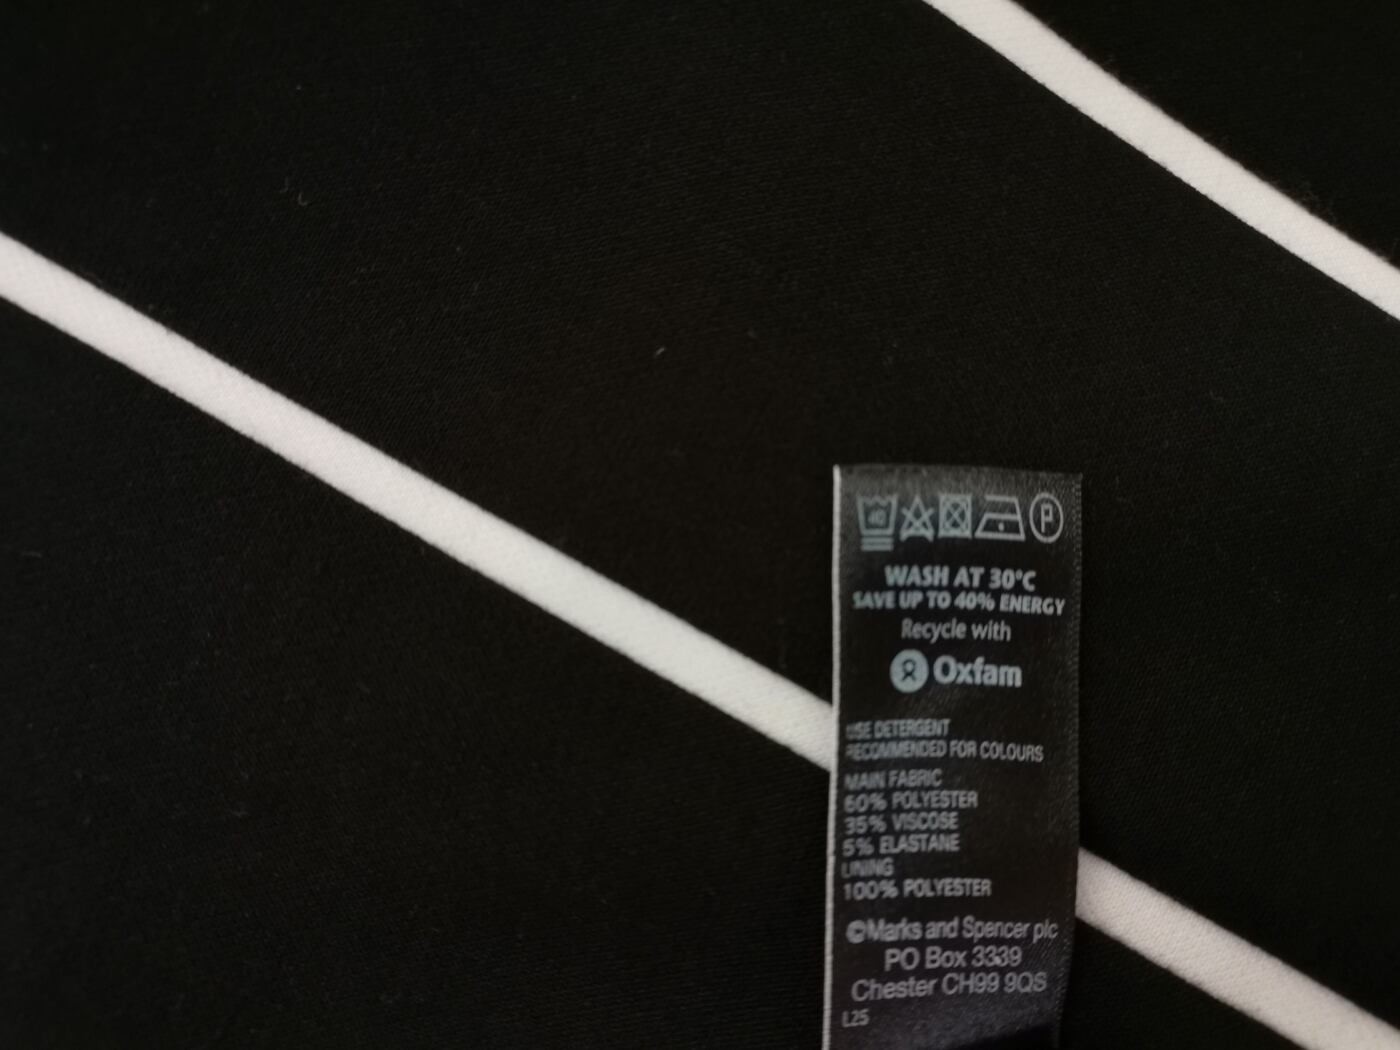 40
P
WASH AT 30°C
SAVE UP TO 40% ENERGY
Recycle with
Oxfam
USE DETERGENT
RECOMMENDED FOR COLOURS
MAIN FABRIC
60% POLYESTER
35% VISCOSE
5% ELASTANE
LINING
100% POLYESTER
©Marks and Spencer plc
PO Box 3339
Chester CH99 9QS
L25